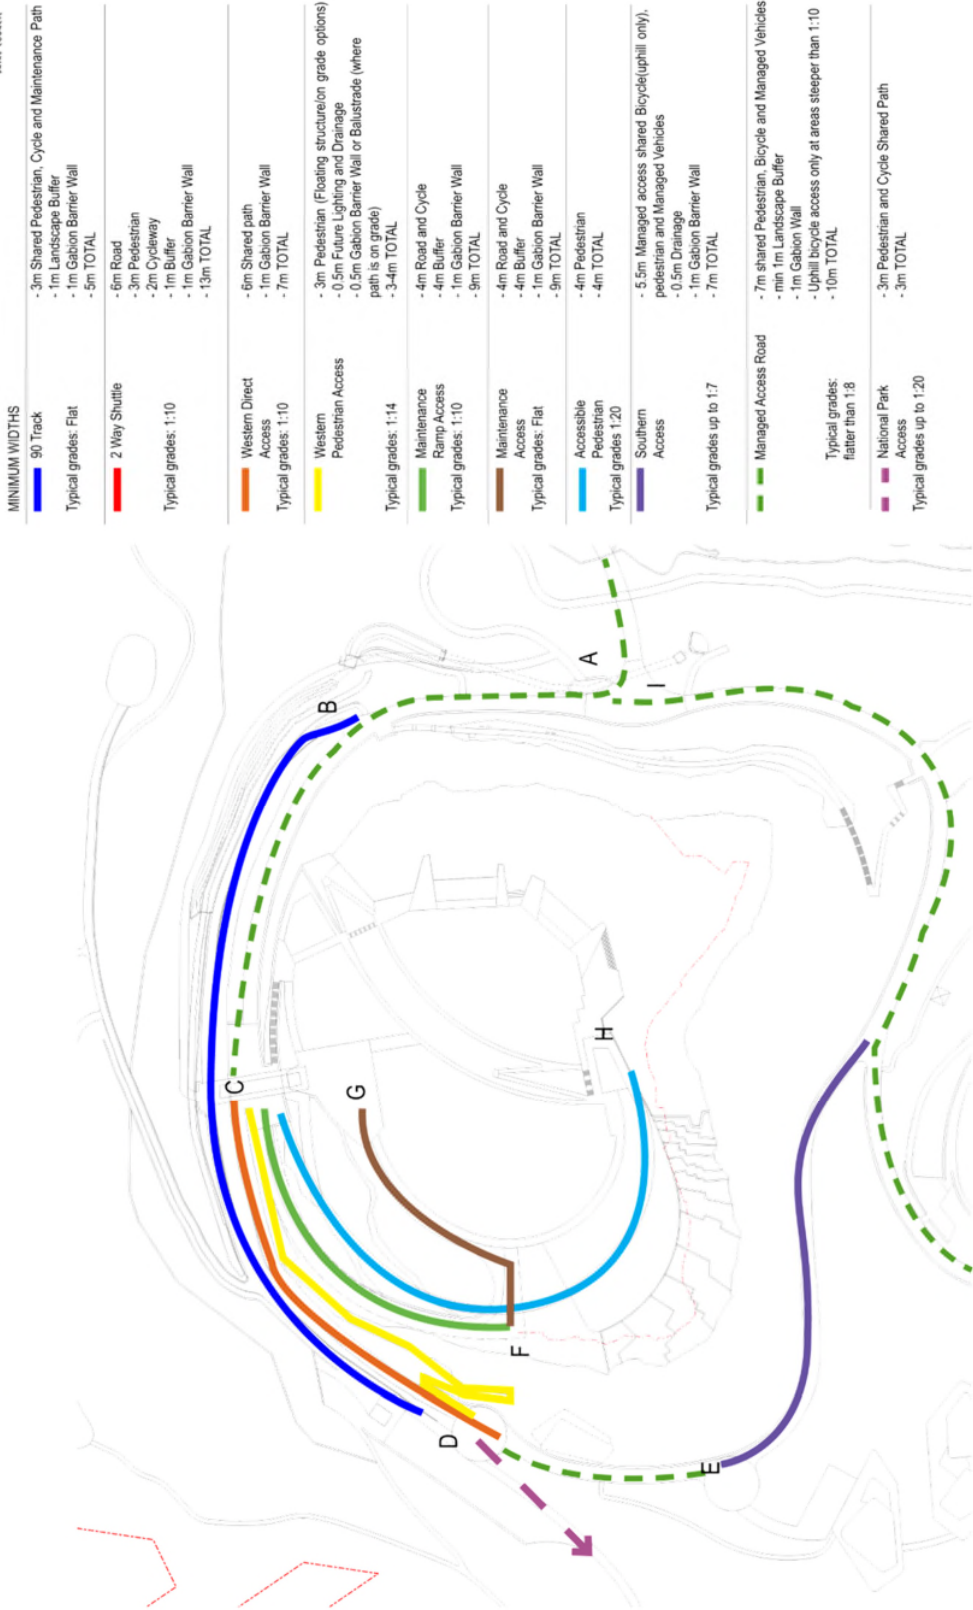 MINIMUM WIDTHS
90 Track
Typical grades: Flat
- 3m Shared Pedestrian, Cycle and Maintenance Path
- 1m Landscape Buffer
- 1m Gabion Barrier Wall
- 5m TOTAL
2 Way Shuttle
Typical grades: 1:10
- 6m Road
- 3m Pedestrian
- 2m Cycleway
- 1m Buffer
- 1m Gabion Barrier Wall
- 13m TOTAL
Western Direct
Access
Typical grades: 1:10
- 6m Shared path
- 1m Gabion Barrier Wall
- 7m TOTAL
Western
Pedestrian Access
Typical grades: 1:14
- 3m Pedestrian (Floating structure/on grade options)
- 0.5m Future Lighting and Drainage
- 0.5m Gabion Barrier Wall or Balustrade (where
path is on grade)
- 3-4m TOTAL
Maintenance
Ramp Access
Typical grades: 1:10
- 4m Road and Cycle
- 4m Buffer
- 1m Gabion Barrier Wall
- 9m TOTAL
Maintenance
Access
Typical grades: Flat
- 4m Road and Cycle
- 4m Buffer
- 1m Gabion Barrier Wall
- 9m TOTAL
Accessible
Pedestrian
Typical grades 1:20
- 4m Pedestrian
- 4m TOTAL
Southern
Access
Typical grades up to 1:7
- 5.5m Managed access shared Bicycle(uphill only),
pedestrian and Managed Vehicles
- 0.5m Drainage
- 1m Gabion Barrier Wall
- 7m TOTAL
Managed Access Road
Typical grades:
flatter than 1:8
- 7m shared Pedestrian, Bicycle and Managed Vehicles
- min 1m Landscape Buffer
- 1m Gabion Wall
- Uphill bicycle access only at areas steeper than 1:10
- 10m TOTAL
National Park
Access
Typical grades up to 1:20
- 3m Pedestrian and Cycle Shared Path
- 3m TOTAL
A
B
C
D
E
F
G
H
I